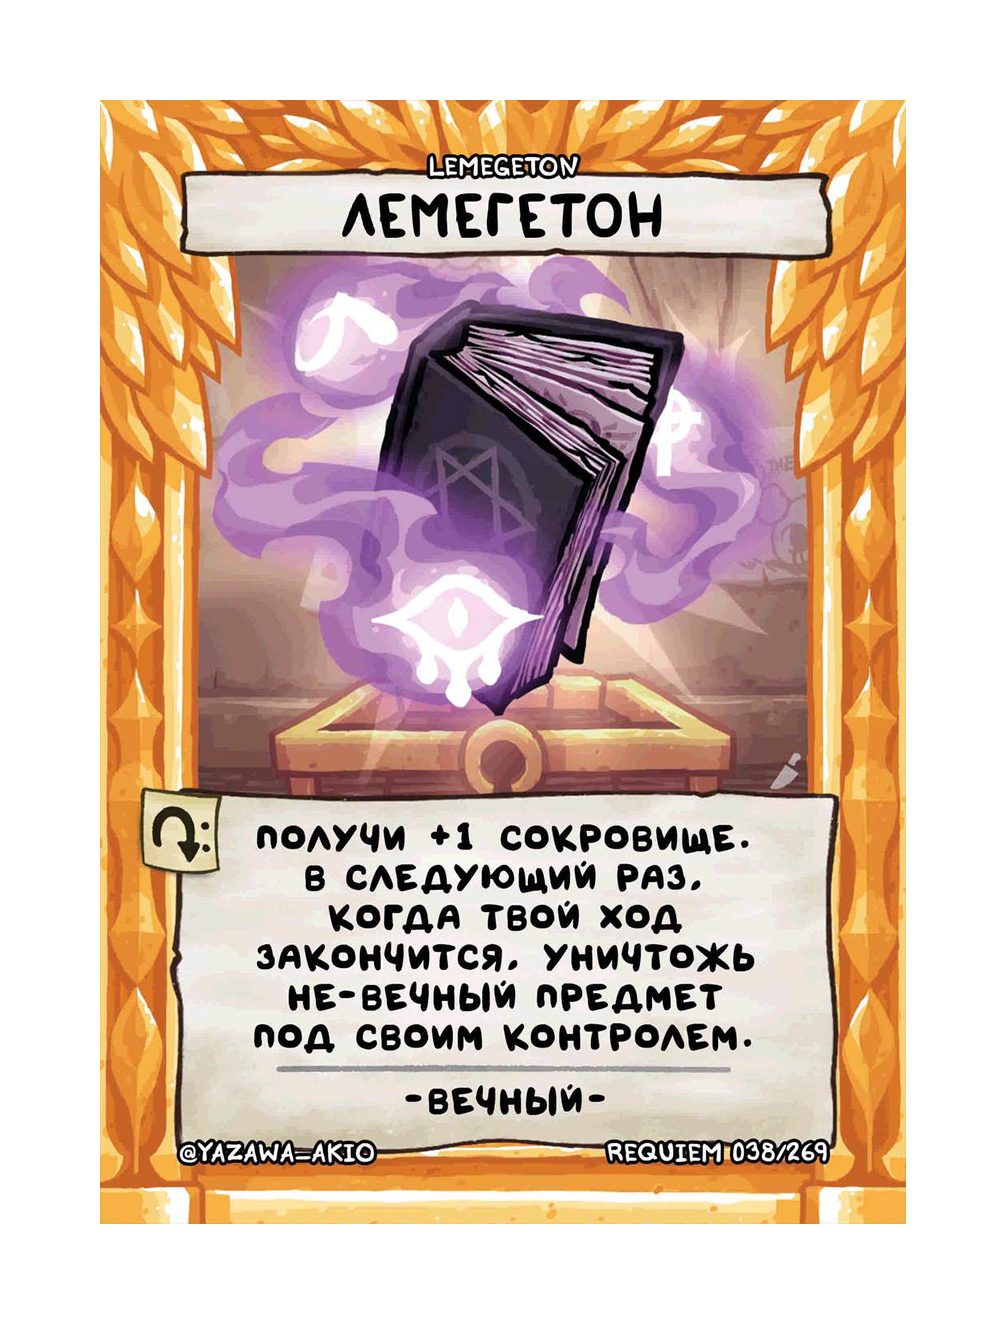 LEMEGETON
ЛЕМЕГЕТОН
ПОЛУЧИ +1 СОКРОВИЩЕ.
В СЛЕДУЮЩИЙ РАЗ,
КОГДА ТВОЙ ХОД
ЗАКОНЧИТСЯ, УНИЧТОЖЬ
НЕ-ВЕЧНЫЙ ПРЕДМЕТ
ПОД СВОИМ КОНТРОЛЕМ.
-ВЕЧНЫЙ-
@YAZAWA_AKIO
REQUIEM 038/269